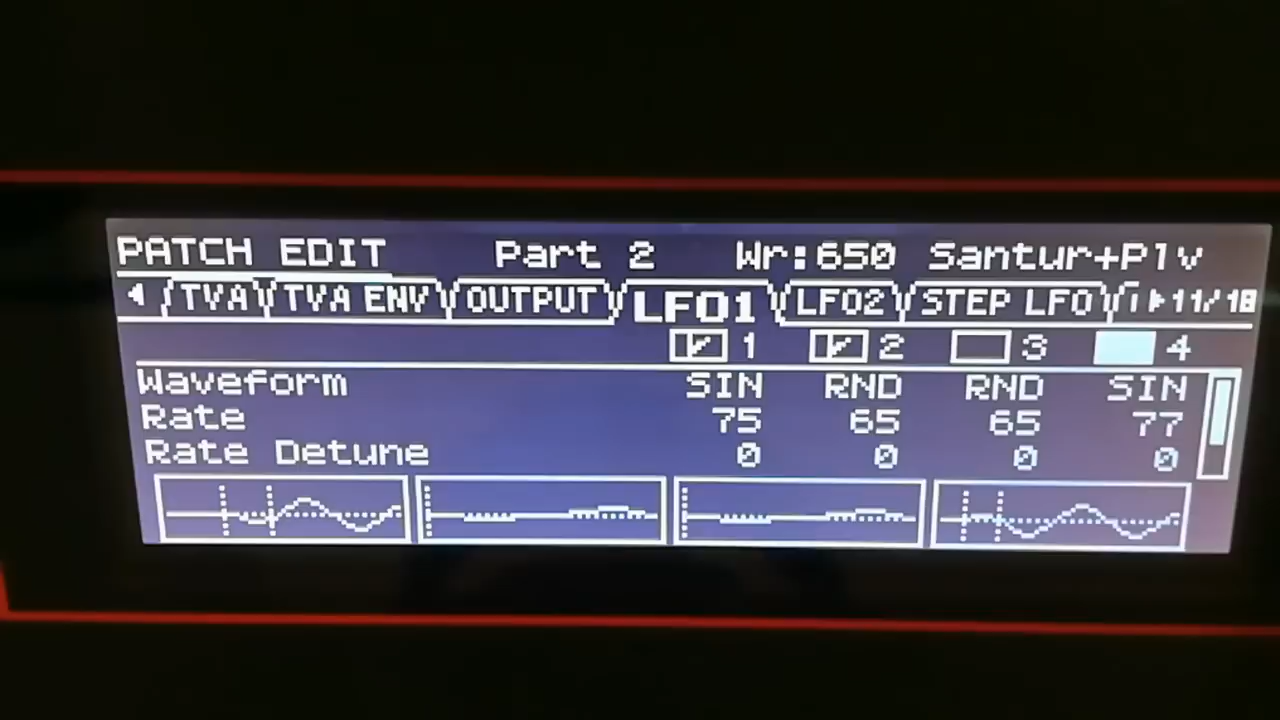 PATCH EDIT Part 2 Wr:650 Santur+Plv
TVA TVA ENV OUTPUT LFO1 LFO2 STEP LFO 11/18
1 2 3 4
Waveform SIN RND RND SIN
Rate 75 65 65 77
Rate Detune 0 0 0 0